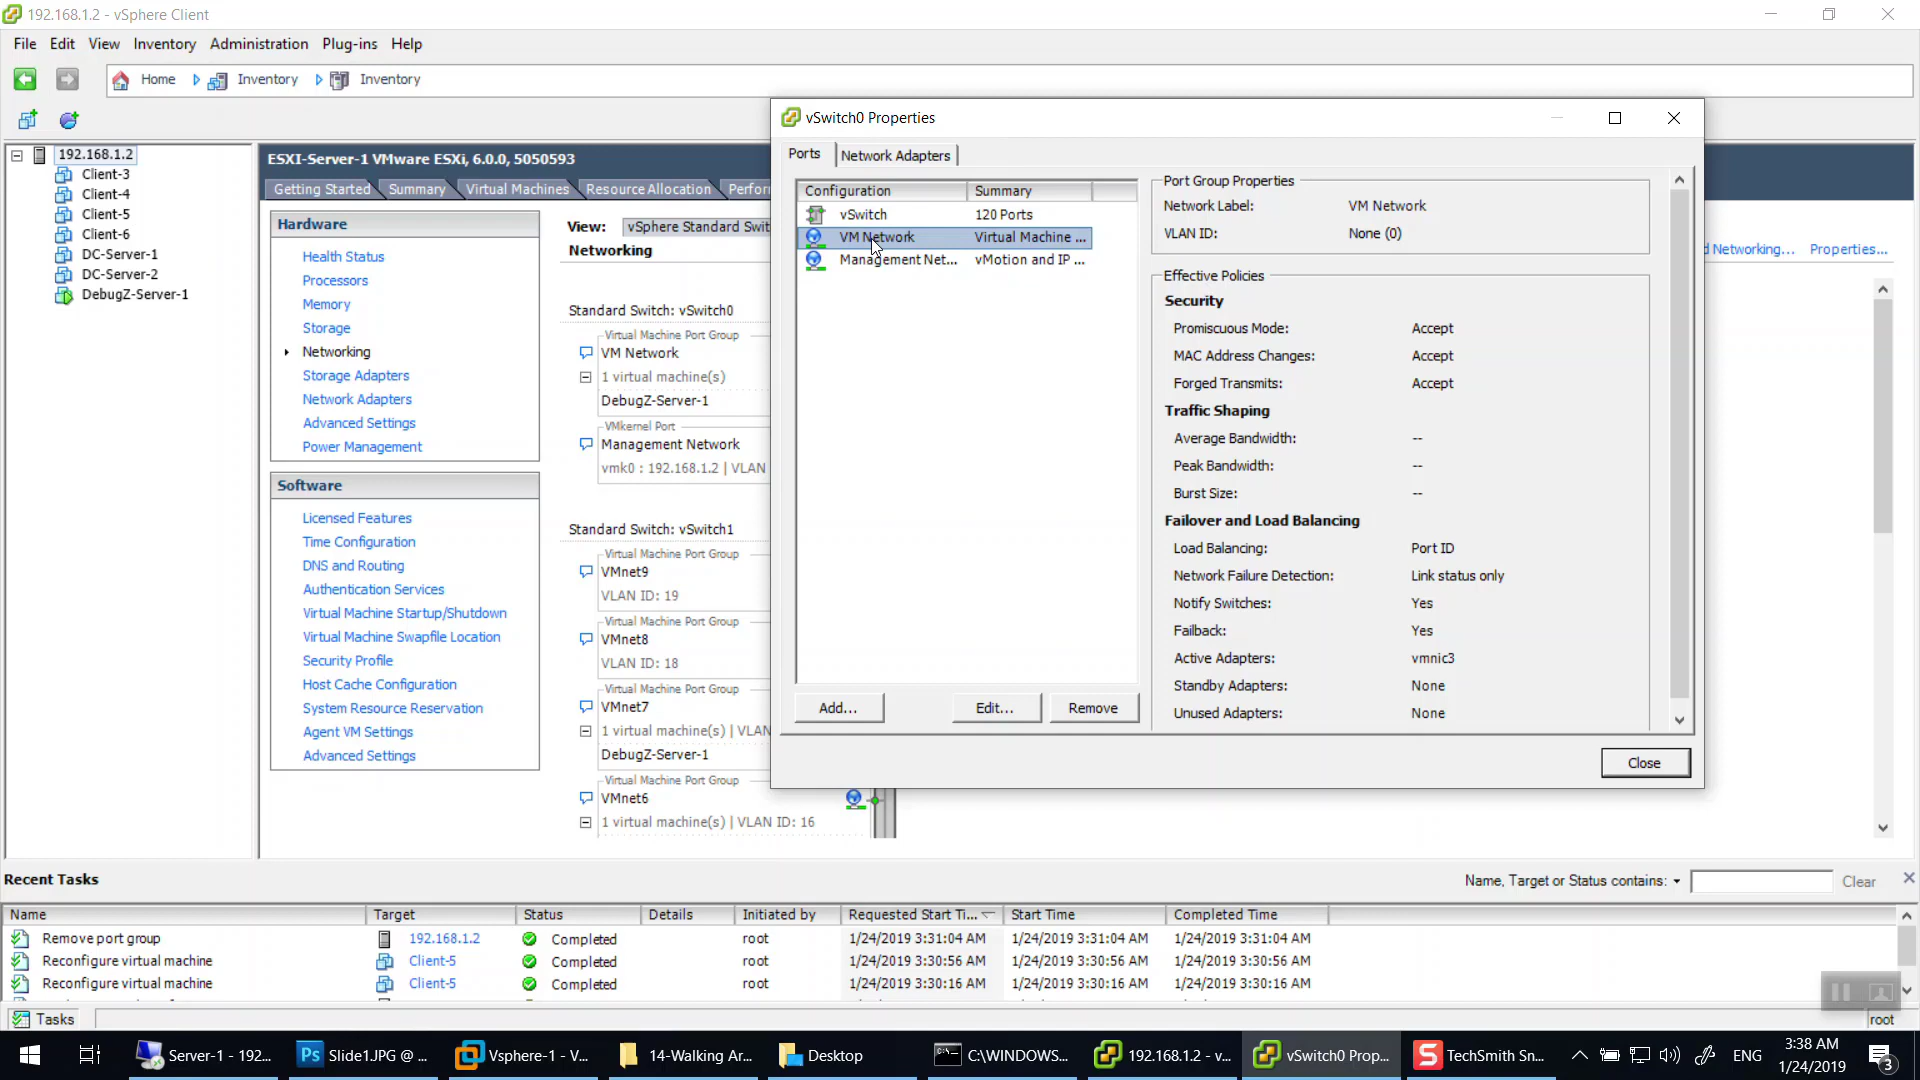 192.168.1.2 - vSphere Client
File Edit View Inventory Administration Plug-ins Help
Home Inventory Inventory
192.168.1.2
Client-3
Client-4
Client-5
Client-6
DC-Server-1
DC-Server-2
DebugZ-Server-1
ESXI-Server-1 VMware ESXi, 6.0.0, 5050593
Getting Started Summary Virtual Machines Resource Allocation Perfor
Hardware
Health Status
Processors
Memory
Storage
Networking
Storage Adapters
Network Adapters
Advanced Settings
Power Management
Software
Licensed Features
Time Configuration
DNS and Routing
Authentication Services
Virtual Machine Startup/Shutdown
Virtual Machine Swapfile Location
Security Profile
Host Cache Configuration
System Resource Reservation
Agent VM Settings
Advanced Settings
View: vSphere Standard Swit
Networking
Standard Switch: vSwitch0
Virtual Machine Port Group
VM Network
1 virtual machine(s)
DebugZ-Server-1
VMkernel Port
Management Network
vmk0 : 192.168.1.2 | VLAN
Standard Switch: vSwitch1
Virtual Machine Port Group
VMnet9
VLAN ID: 19
Virtual Machine Port Group
VMnet8
VLAN ID: 18
Virtual Machine Port Group
VMnet7
1 virtual machine(s) | VLAN
DebugZ-Server-1
Virtual Machine Port Group
VMnet6
1 virtual machine(s) | VLAN ID: 16
d Networking... Properties...
vSwitch0 Properties
Ports Network Adapters
Configuration Summary
vSwitch 120 Ports
VM Network Virtual Machine ...
Management Net... vMotion and IP ...
Add... Edit... Remove
Port Group Properties
Network Label: VM Network
VLAN ID: None (0)
Effective Policies
Security
Promiscuous Mode: Accept
MAC Address Changes: Accept
Forged Transmits: Accept
Traffic Shaping
Average Bandwidth: --
Peak Bandwidth: --
Burst Size: --
Failover and Load Balancing
Load Balancing: Port ID
Network Failure Detection: Link status only
Notify Switches: Yes
Failback: Yes
Active Adapters: vmnic3
Standby Adapters: None
Unused Adapters: None
Close
Recent Tasks
Name, Target or Status contains: Clear
Name Target Status Details Initiated by Requested Start Ti... Start Time Completed Time
Remove port group 192.168.1.2 Completed root 1/24/2019 3:31:04 AM 1/24/2019 3:31:04 AM 1/24/2019 3:31:04 AM
Reconfigure virtual machine Client-5 Completed root 1/24/2019 3:30:56 AM 1/24/2019 3:30:56 AM 1/24/2019 3:30:56 AM
Reconfigure virtual machine Client-5 Completed root 1/24/2019 3:30:16 AM 1/24/2019 3:30:16 AM 1/24/2019 3:30:16 AM
Tasks root
Server-1 - 192... Ps Slide1.JPG @ ... Vsphere-1 - V... 14-Walking Ar... Desktop C:\WINDOWS... 192.168.1.2 - v... vSwitch0 Prop... S TechSmith Sn... ENG 3:38 AM
1/24/2019
3